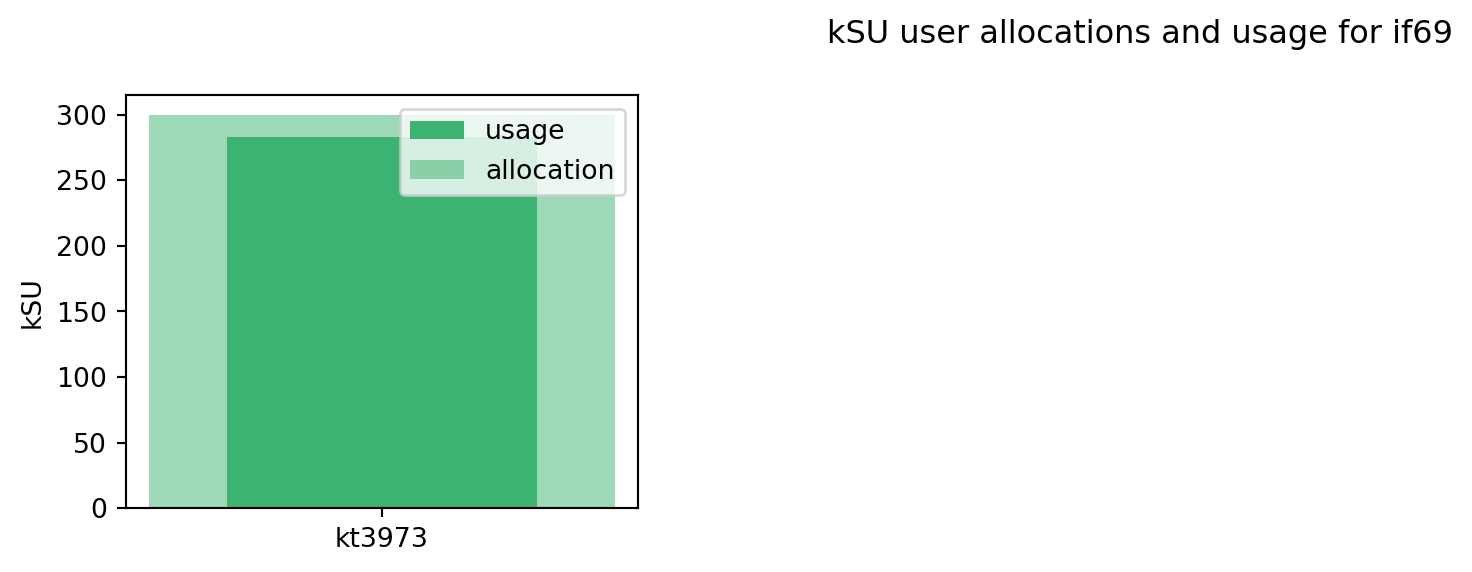 kSU user allocations and usage for if69
300
250
200
150
100
50
0
kSU
usage
allocation
kt3973